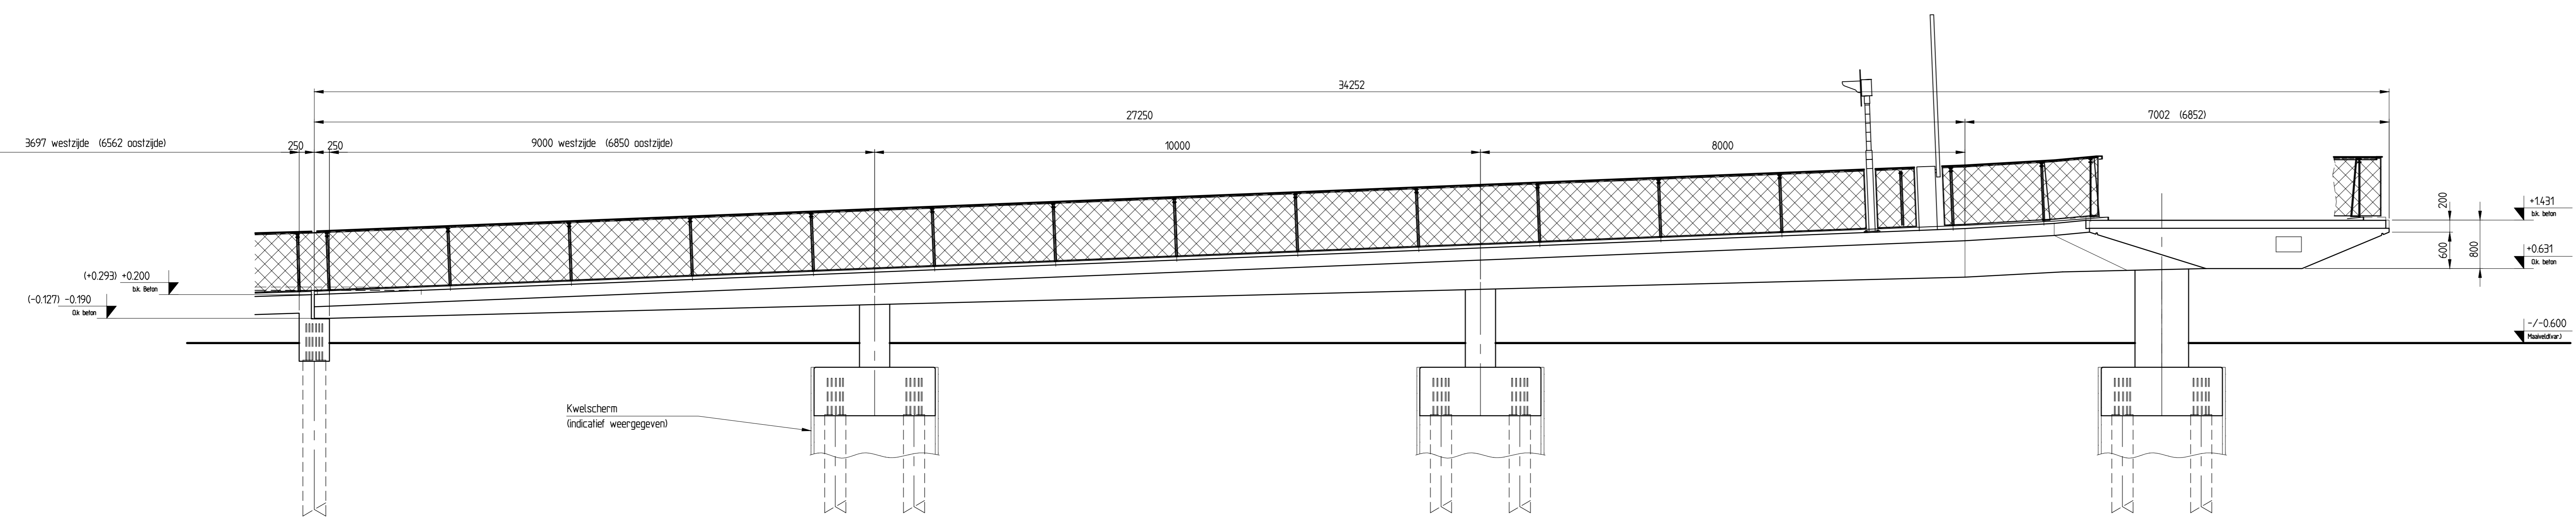 34252
27250
7002 (6852)
3697 westzijde (6562 oostzijde)
250
250
9000 westzijde (6850 oostzijde)
10000
8000
200
+1.431
b.k. beton
600
800
+0.631
O.k. beton
(+0.293) +0.200
b.k. Beton
(-0.127) -0.190
O.k beton
-/-0.600
Maaiveld(var.)
Kwelscherm
(indicatief weergegeven)